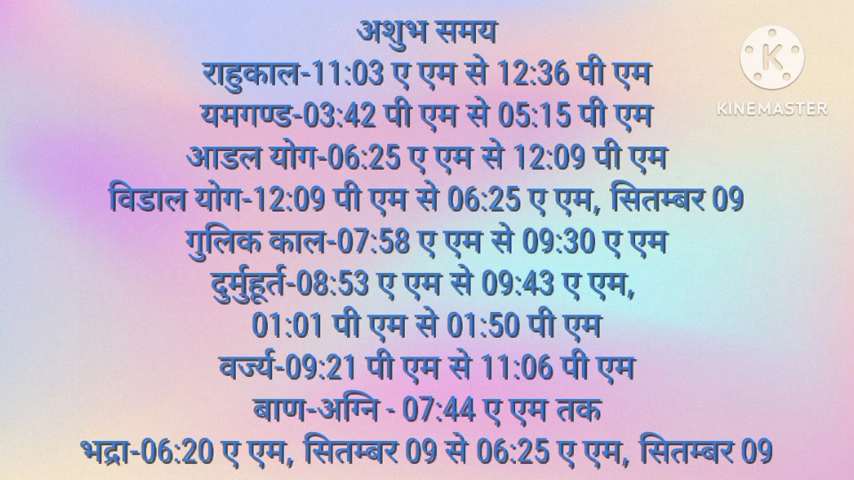 अशुभ समय
राहुकाल-11:03 ए एम से 12:36 पी एम
यमगण्ड-03:42 पी एम से 05:15 पी एम
आडल योग-06:25 ए एम से 12:09 पी एम
विडाल योग-12:09 पी एम से 06:25 ए एम, सितम्बर 09
गुलिक काल-07:58 ए एम से 09:30 ए एम
दुर्मुहूर्त-08:53 ए एम से 09:43 ए एम,
01:01 पी एम से 01:50 पी एम
वर्ज्य-09:21 पी एम से 11:06 पी एम
बाण-अग्नि - 07:44 ए एम तक
भद्रा-06:20 ए एम, सितम्बर 09 से 06:25 ए एम, सितम्बर 09
K
KINEMASTER